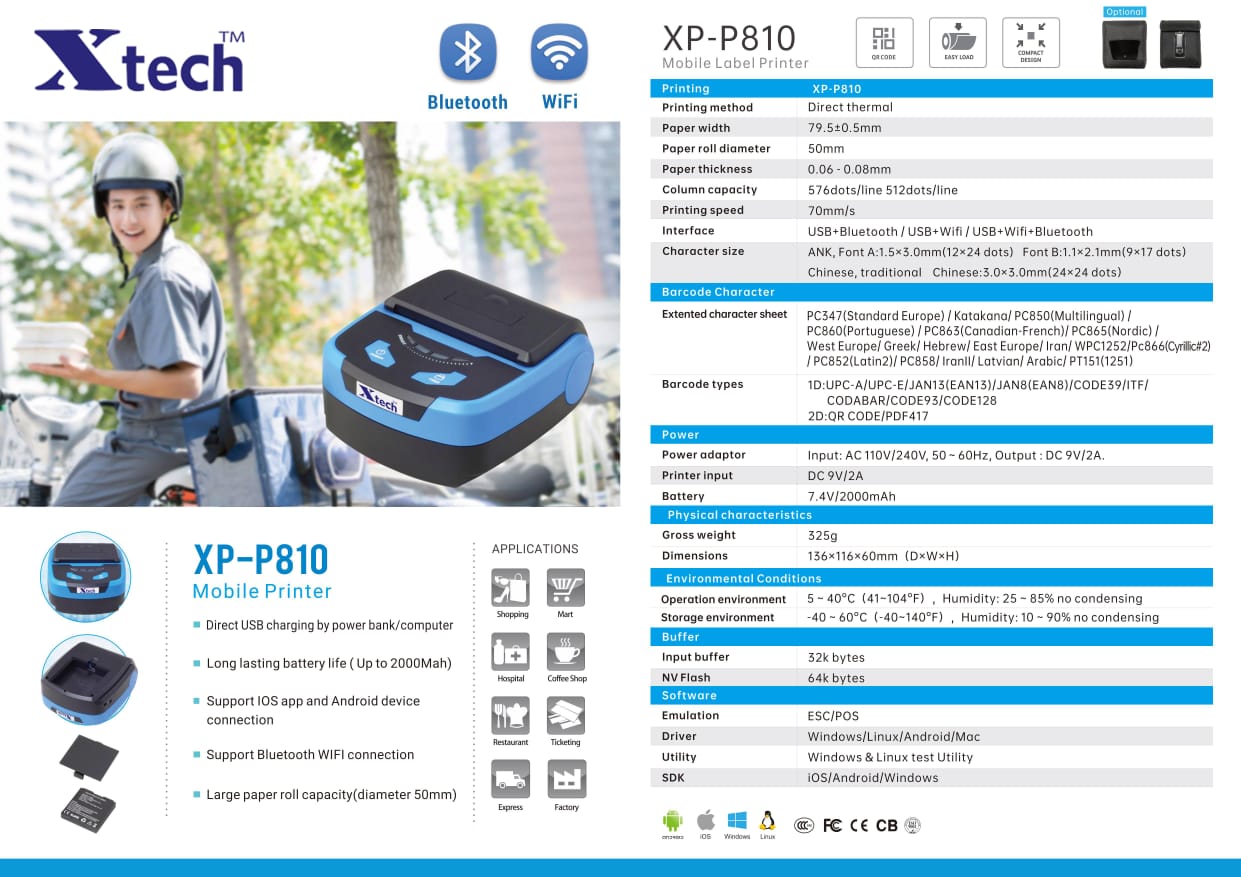 Xtech™
Bluetooth
WiFi
Xtech
XP-P810
Mobile Printer
Direct USB charging by power bank/computer
Long lasting battery life ( Up to 2000Mah)
Support IOS app and Android device
connection
Support Bluetooth WIFI connection
Large paper roll capacity(diameter 50mm)
APPLICATIONS
Shopping Mart
Hospital Coffee Shop
Restaurant Ticketing
Express Factory
XP-P810
Mobile Label Printer
QR CODE
EASY LOAD
COMPACT
DESIGN
Optional
Printing XP-P810
Printing method Direct thermal
Paper width 79.5±0.5mm
Paper roll diameter 50mm
Paper thickness 0.06 - 0.08mm
Column capacity 576dots/line 512dots/line
Printing speed 70mm/s
Interface USB+Bluetooth / USB+Wifi / USB+Wifi+Bluetooth
Character size ANK, Font A:1.5×3.0mm(12×24 dots) Font B:1.1×2.1mm(9×17 dots)
Chinese, traditional Chinese:3.0×3.0mm(24×24 dots)
Barcode Character
Extented character sheet PC347(Standard Europe) / Katakana/ PC850(Multilingual) /
PC860(Portuguese) / PC863(Canadian-French)/ PC865(Nordic) /
West Europe/ Greek/ Hebrew/ East Europe/ Iran/ WPC1252/Pc866(Cyrillic#2)
/ PC852(Latin2)/ PC858/ IranII/ Latvian/ Arabic/ PT151(1251)
Barcode types 1D:UPC-A/UPC-E/JAN13(EAN13)/JAN8(EAN8)/CODE39/ITF/
CODABAR/CODE93/CODE128
2D:QR CODE/PDF417
Power
Power adaptor Input: AC 110V/240V, 50 ~ 60Hz, Output : DC 9V/2A.
Printer input DC 9V/2A
Battery 7.4V/2000mAh
Physical characteristics
Gross weight 325g
Dimensions 136×116×60mm (D×W×H)
Environmental Conditions
Operation environment 5 ~ 40°C (41~104°F) , Humidity: 25 ~ 85% no condensing
Storage environment -40 ~ 60°C (-40~140°F) , Humidity: 10 ~ 90% no condensing
Buffer
Input buffer 32k bytes
NV Flash 64k bytes
Software
Emulation ESC/POS
Driver Windows/Linux/Android/Mac
Utility Windows & Linux test Utility
SDK iOS/Android/Windows
iOS Windows Linux
CCC FC CE CB